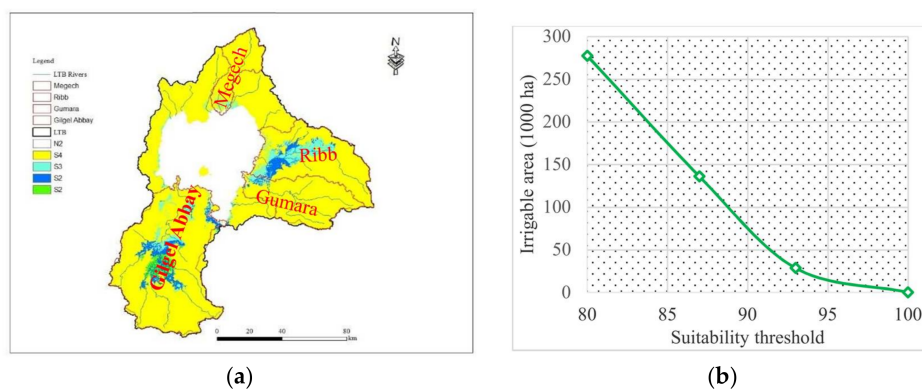 Legend
LTB Rivers
Megech
Ribb
Gumara
Gilgel Abbay
LTB
N2
S4
S3
S2
S2
N
Megech
Ribb
Gumara
Gilgel Abbay
0 20 40 80
km
(a)
Irrigable area (1000 ha)
300
250
200
150
100
50
0
80 85 90 95 100
Suitability threshold
(b)